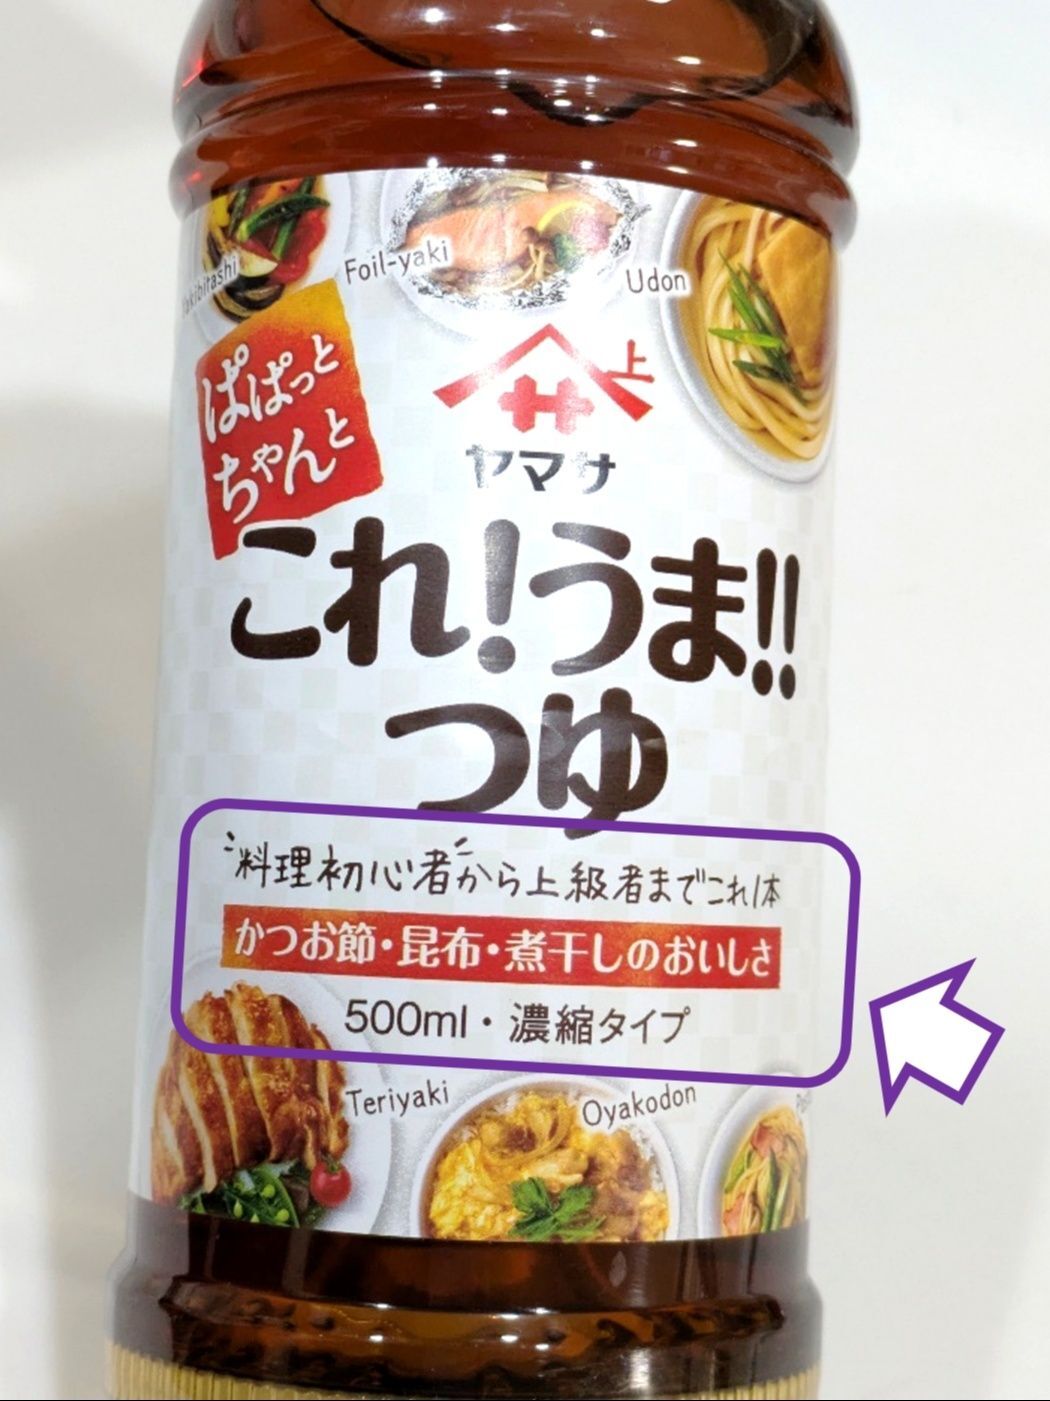 Yakibitashi
Foil-yaki
Udon
ぱぱっと
ちゃんと
上
サ
ヤマサ
これ!うま!!
つゆ
料理初心者から上級者までこれ1本
かつお節・昆布・煮干しのおいしさ
500ml・濃縮タイプ
Teriyaki
Oyakodon